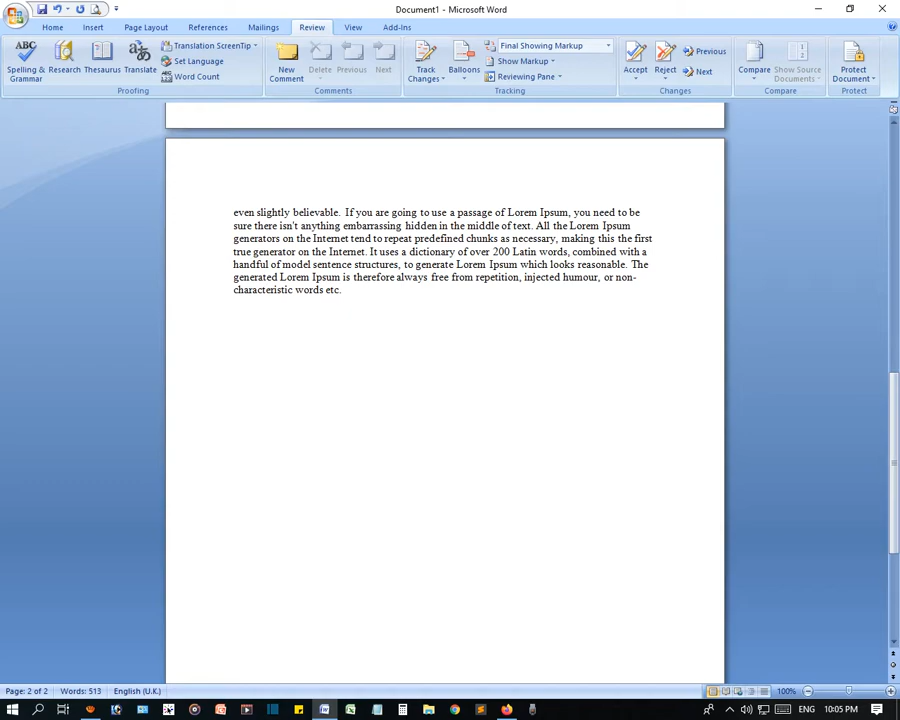 Document1 - Microsoft Word
Home Insert Page Layout References Mailings Review View Add-Ins
ABC
Spelling & Grammar
Research
Thesaurus
Translate
Translation ScreenTip
Set Language
Word Count
New Comment
Delete
Previous
Next
Track Changes
Balloons
Final Showing Markup
Show Markup
Reviewing Pane
Accept
Reject
Previous
Next
Compare
Show Source Documents
Protect Document
Proofing Comments Tracking Changes Compare Protect
even slightly believable. If you are going to use a passage of Lorem Ipsum, you need to be
sure there isn't anything embarrassing hidden in the middle of text. All the Lorem Ipsum
generators on the Internet tend to repeat predefined chunks as necessary, making this the first
true generator on the Internet. It uses a dictionary of over 200 Latin words, combined with a
handful of model sentence structures, to generate Lorem Ipsum which looks reasonable. The
generated Lorem Ipsum is therefore always free from repetition, injected humour, or non-
characteristic words etc.
Page: 2 of 2 Words: 513 English (U.K.) 100%
ENG 10:05 PM